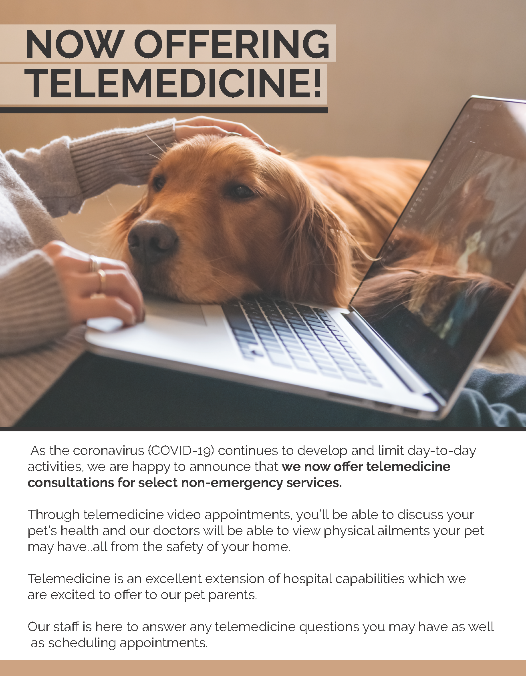 NOW OFFERING
TELEMEDICINE!
As the coronavirus (COVID-19) continues to develop and limit day-to-day
activities, we are happy to announce that we now offer telemedicine
consultations for select non-emergency services.
Through telemedicine video appointments, you'll be able to discuss your
pet's health and our doctors will be able to view physical ailments your pet
may have..all from the safety of your home.
Telemedicine is an excellent extension of hospital capabilities which we
are excited to offer to our pet parents.
Our staff is here to answer any telemedicine questions you may have as well
as scheduling appointments.